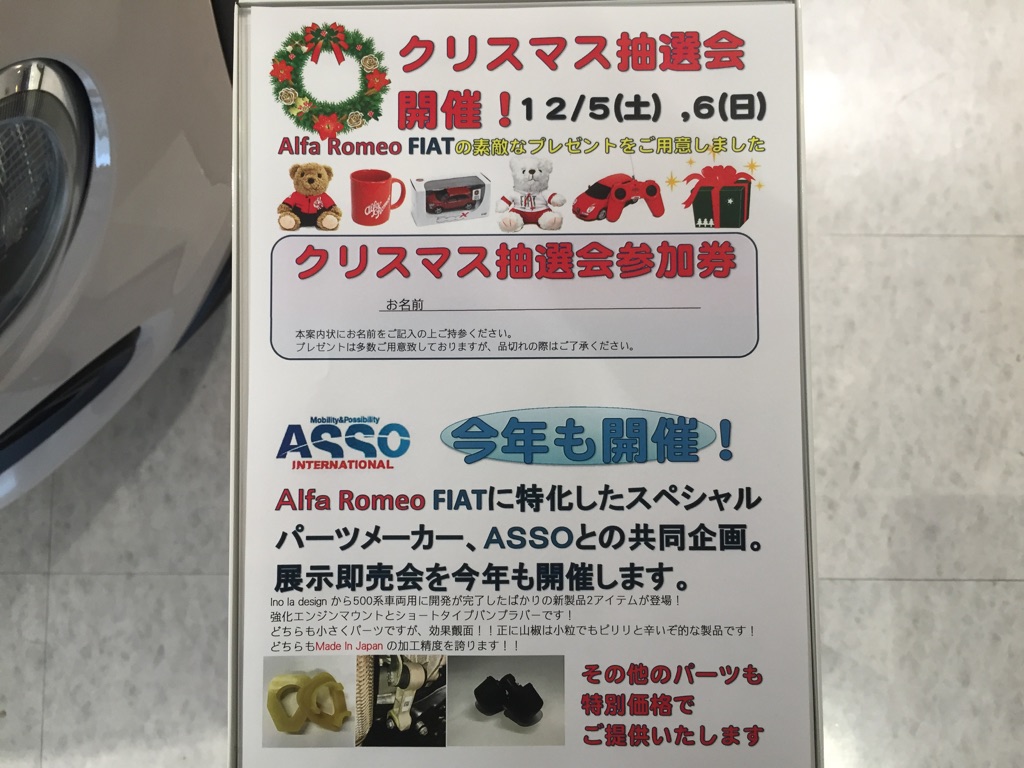 クリスマス抽選会
開催！１２/５(土) ,６(日)
Alfa Romeo FIATの素敵なプレゼントをご用意しました
クリスマス抽選会参加券
お名前
本案内状にお名前をご記入の上ご持参ください。
プレゼントは多数ご用意致しておりますが、品切れの際はご了承ください。
Mobility&Possibility
ASSO
INTERNATIONAL
今年も開催！
Alfa Romeo FIATに特化したスペシャル
パーツメーカー、ASSOとの共同企画。
展示即売会を今年も開催します。
Ino la design から500系車両用に開発が完了したばかりの新製品2アイテムが登場！
強化エンジンマウントとショートタイプバンプラバーです！
どちらも小さくパーツですが、効果覿面！！正に山椒は小粒でもピリリと辛いぞ的な製品です！
どちらもMade In Japan の加工精度を誇ります！！
その他のパーツも
特別価格で
ご提供いたします